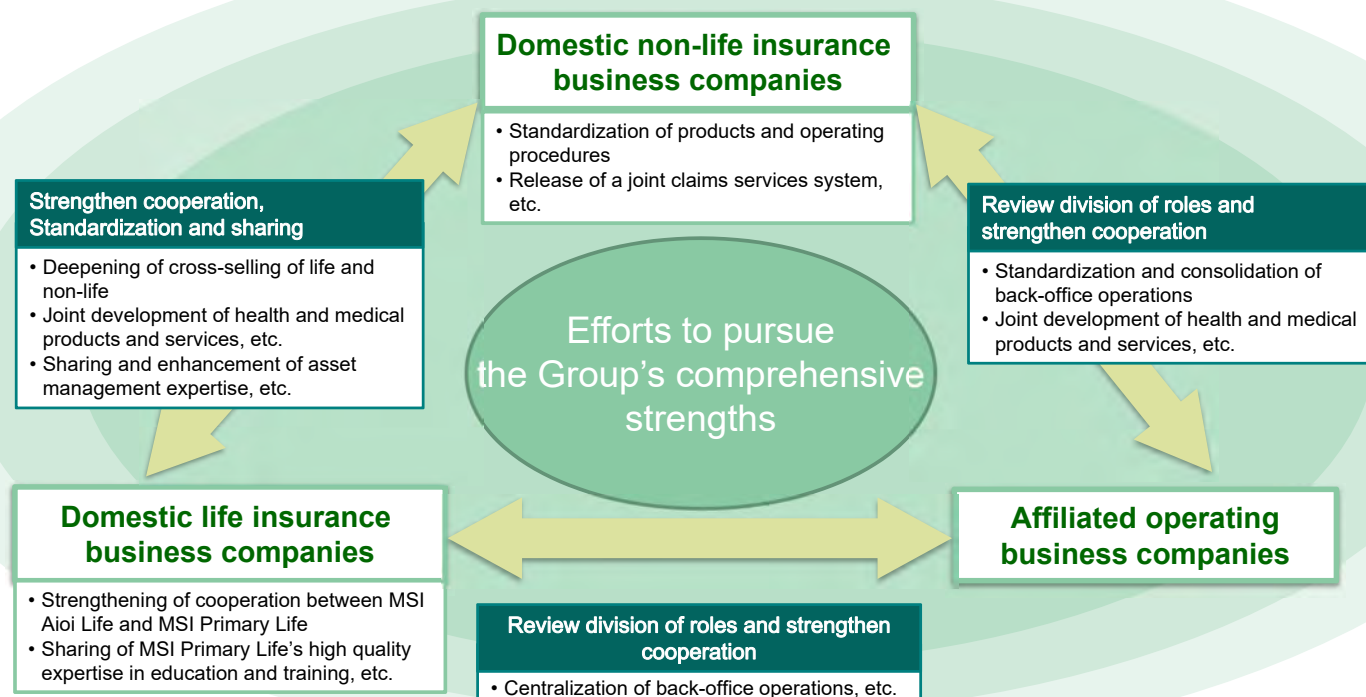 Domestic non-life insurance
business companies
• Standardization of products and operating
procedures
• Release of a joint claims services system,
etc.
Strengthen cooperation,
Standardization and sharing
• Deepening of cross-selling of life and
non-life
• Joint development of health and medical
products and services, etc.
• Sharing and enhancement of asset
management expertise, etc.
Review division of roles and
strengthen cooperation
• Standardization and consolidation of
back-office operations
• Joint development of health and medical
products and services, etc.
Efforts to pursue
the Group's comprehensive
strengths
Domestic life insurance
business companies
• Strengthening of cooperation between MSI
Aioi Life and MSI Primary Life
• Sharing of MSI Primary Life's high quality
expertise in education and training, etc.
Affiliated operating
business companies
Review division of roles and strengthen
cooperation
• Centralization of back-office operations, etc.